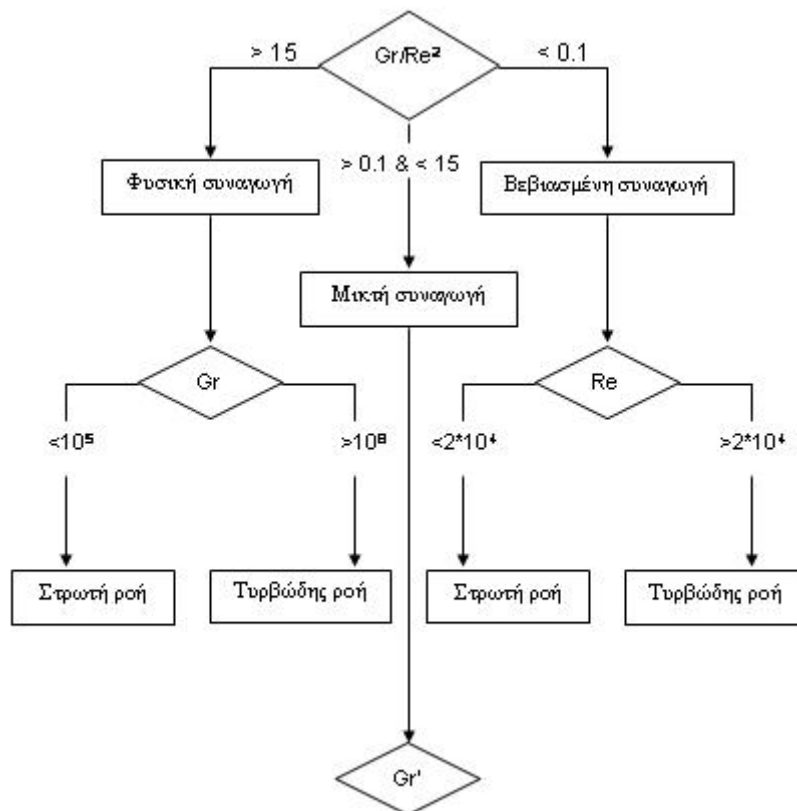 > 15
Gr/Re²
< 0.1
Φυσική συναγωγή
> 0.1 & < 15
Βεβιασμένη συναγωγή
Μικτή συναγωγή
Gr
Re
<10⁵
>10⁸
<2*10⁴
>2*10⁴
Στρωτή ροή
Τυρβώδης ροή
Στρωτή ροή
Τυρβώδης ροή
Gr'